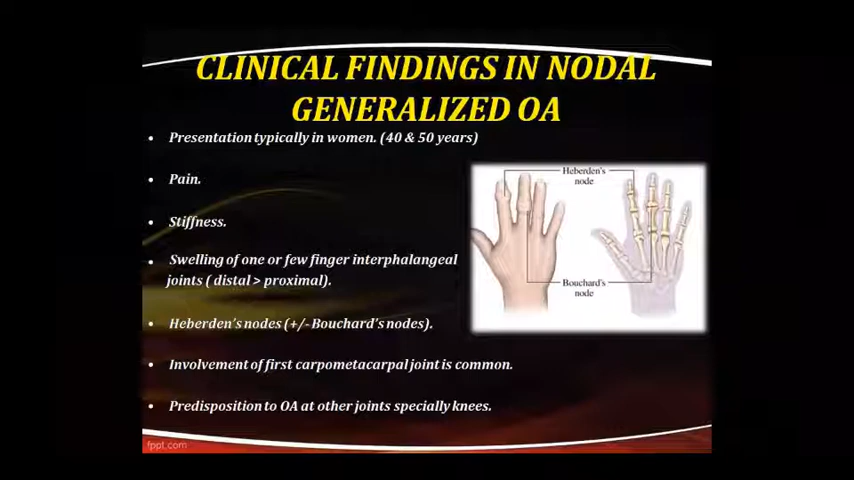 CLINICAL FINDINGS IN NODAL
GENERALIZED OA
• Presentation typically in women. (40 & 50 years)
• Pain.
• Stiffness.
• Swelling of one or few finger interphalangeal
joints ( distal > proximal).
• Heberden's nodes (+/- Bouchard's nodes).
• Involvement of first carpometacarpal joint is common.
• Predisposition to OA at other joints specially knees.
Heberden's
node
Bouchard's
node
fppt.com